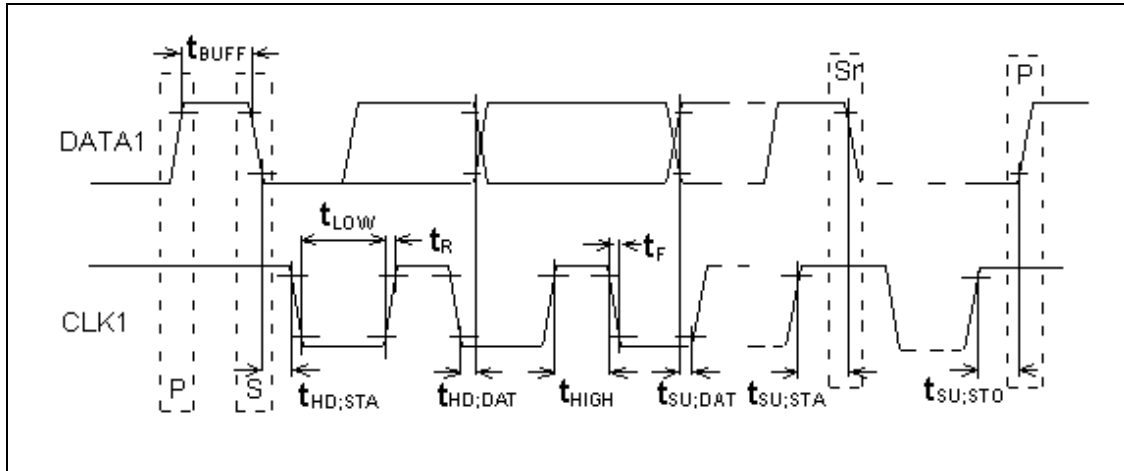 tBUFF
Sr
P
DATA1
tLOW
tR
tF
CLK1
P
S
tHD;STA
tHD;DAT
tHIGH
tSU;DAT
tSU;STA
tSU;STO